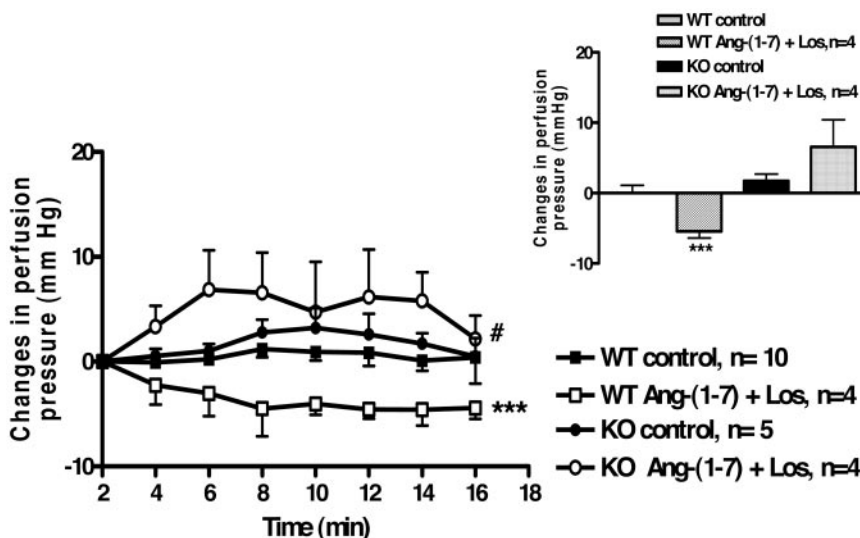 WT control
WT Ang-(1-7) + Los,n=4
KO control
KO Ang-(1-7) + Los, n=4
Changes in perfusion
pressure (mmHg)
20
10
0
-10
***
Changes in perfusion
pressure (mm Hg)
20
10
0
-10
#
***
2 4 6 8 10 12 14 16 18
Time (min)
WT control, n= 10
WT Ang-(1-7) + Los, n=4
KO control, n= 5
KO Ang-(1-7) + Los, n=4